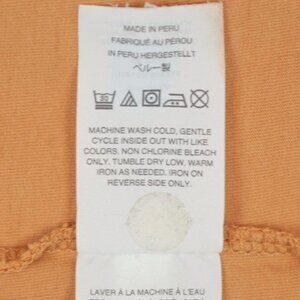 MADE IN PERU
FABRIQUÉ AU PÉROU
IN PERU HERGESTELLT
ペルー製
30
MACHINE WASH COLD, GENTLE
CYCLE INSIDE OUT WITH LIKE
COLORS. NON CHLORINE BLEACH
ONLY. TUMBLE DRY LOW. WARM
IRON AS NEEDED. IRON ON
REVERSE SIDE ONLY.
LAVER À LA MACHINE À L'EAU